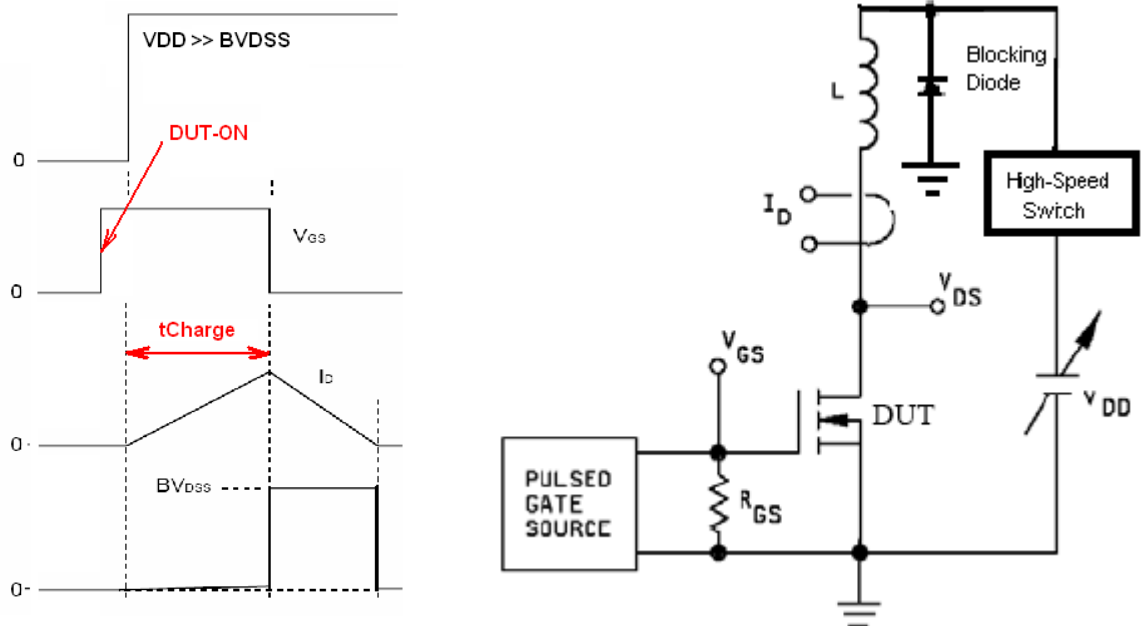 VDD >> BVDSS
DUT-ON
0
VGS
0
tCharge
ID
0
BVDSS
0
L
Blocking
Diode
High-Speed
Switch
ID
VDS
VGS
DUT
VDD
PULSED
GATE
SOURCE
RGS